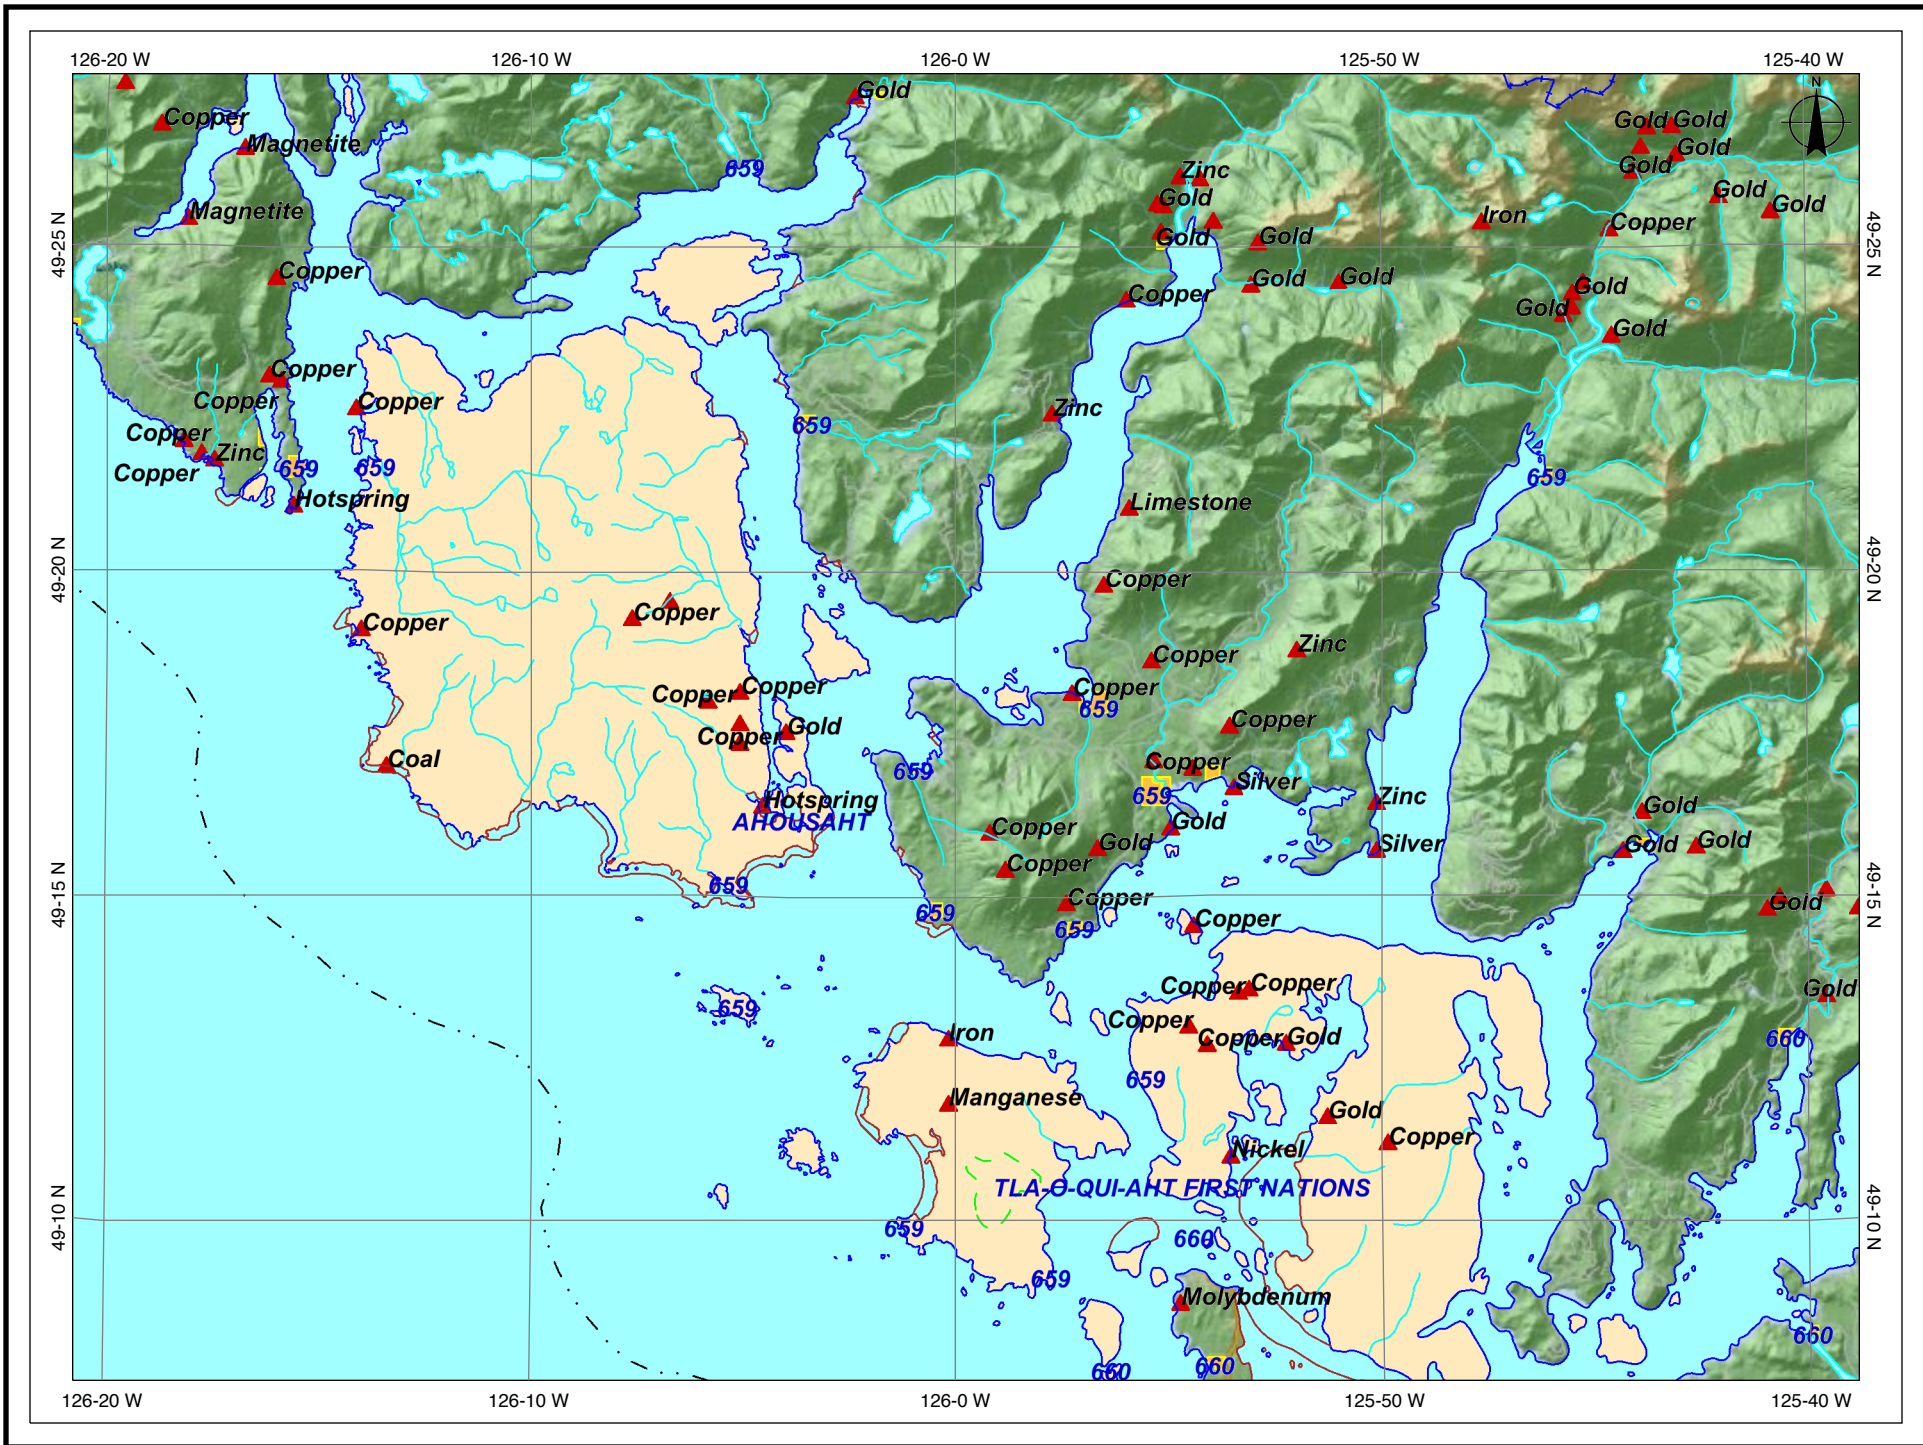 126-20 W
126-10 W
126-0 W
125-50 W
125-40 W
N
Gold
Copper
Gold
Gold
Magnetite
Gold
Gold
659
Zinc
Gold
Gold
Gold
Magnetite
Iron
Copper
Gold
Gold
49-25 N
49-25 N
Copper
Gold
Gold
Gold
Copper
Gold
Gold
Copper
Copper
Copper
Zinc
659
Copper
Zinc
Copper
659
659
659
Hotspring
Limestone
49-20 N
49-20 N
Copper
Copper
Copper
Zinc
Copper
Copper
Copper
Copper
659
Gold
Copper
Copper
Coal
Copper
659
Silver
659
Zinc
Hotspring
AHOUSAHT
Gold
Gold
Copper
Gold
Silver
Gold
Gold
Copper
49-15 N
49-15 N
659
Copper
Gold
659
Copper
659
Copper
Copper
Gold
659
Copper
Iron
Copper
Gold
660
659
Manganese
Gold
Copper
Nickel
TLA-O-QUI-AHT FIRST NATIONS
49-10 N
49-10 N
659
660
659
Molybdenum
660
660
660
126-20 W
126-10 W
126-0 W
125-50 W
125-40 W